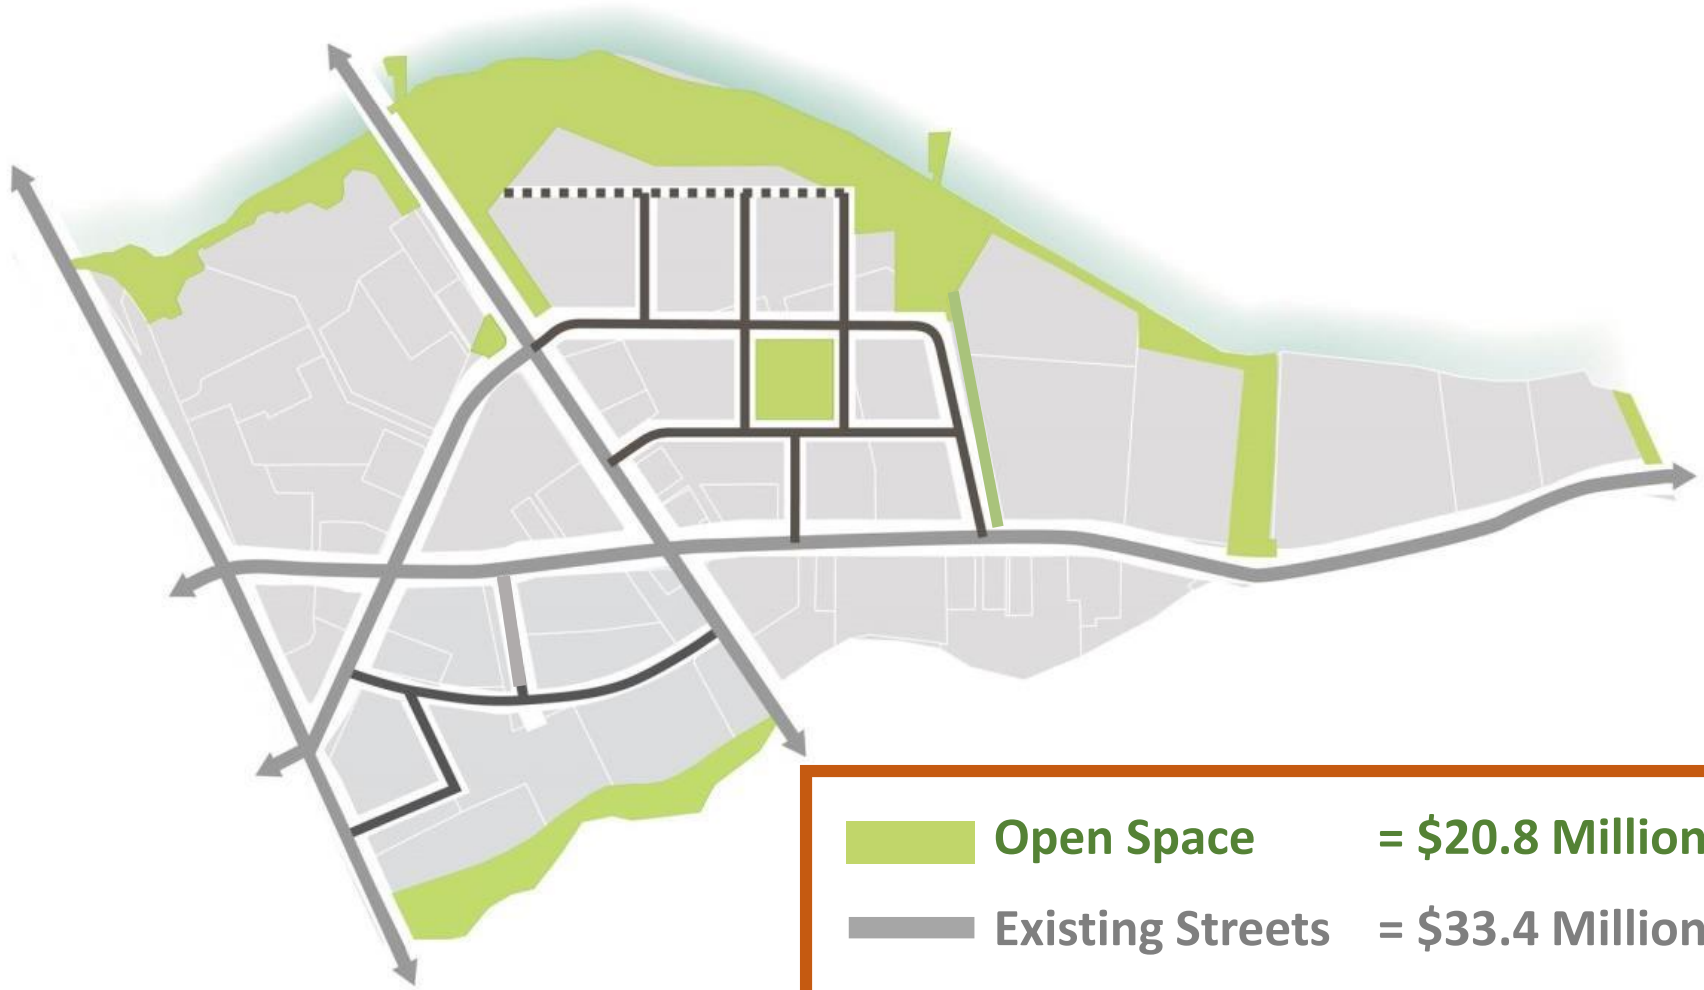 Open Space = $20.8 Million
Existing Streets = $33.4 Million